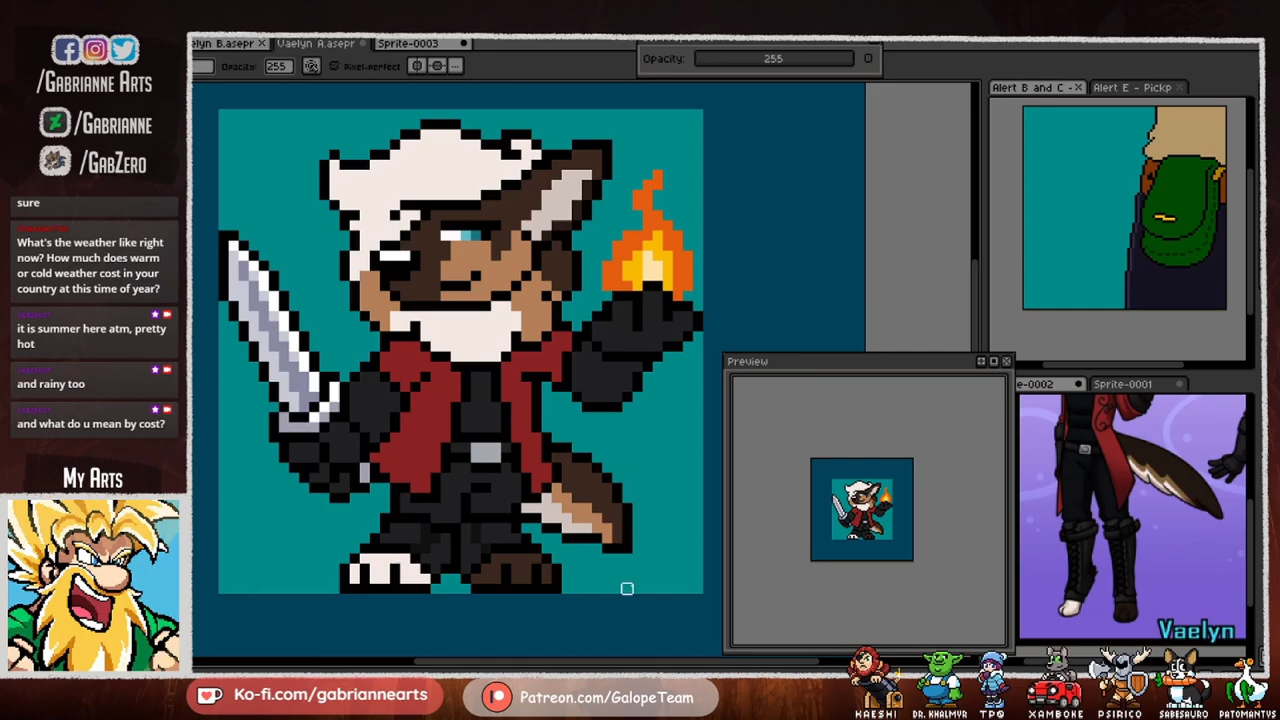 /Gabrianne Arts
/Gabrianne
/GabZero
sure
What's the weather like right
now? How much does warm
or cold weather cost in your
country at this time of year?
it is summer here atm, pretty
hot
and rainy too
and what do u mean by cost?
My Arts
elyn B.asepr
Vaelyn A.asepr
Sprite-0003
Opacity: 255
Pixel-perfect
...
Opacity: 255
Alert B and C -
Alert E - Pickp
Preview
e-0002
Sprite-0001
Vaelyn
Ko-fi.com/gabriannearts
Patreon.com/GalopeTeam
KAESHI
DR. KHALMYR
TPO
XAMBOKE
PSIRICO
SABESAURO
PATOMANTUS